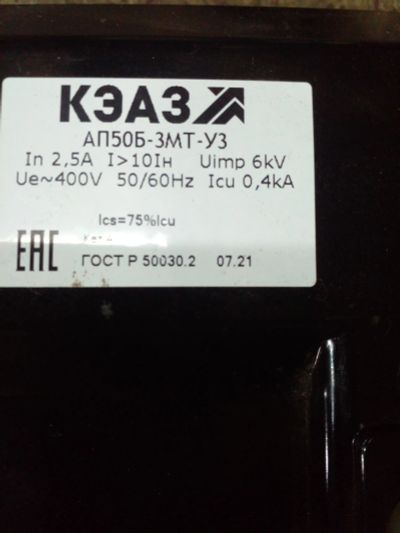 КЭАЗ
АП50Б-3МТ-У3
In 2,5A I>10Iн Uimp 6kV
Ue~400V 50/60Hz Icu 0,4kA
Ics=75%Icu
EAC
ГОСТ Р 50030.2 07.21